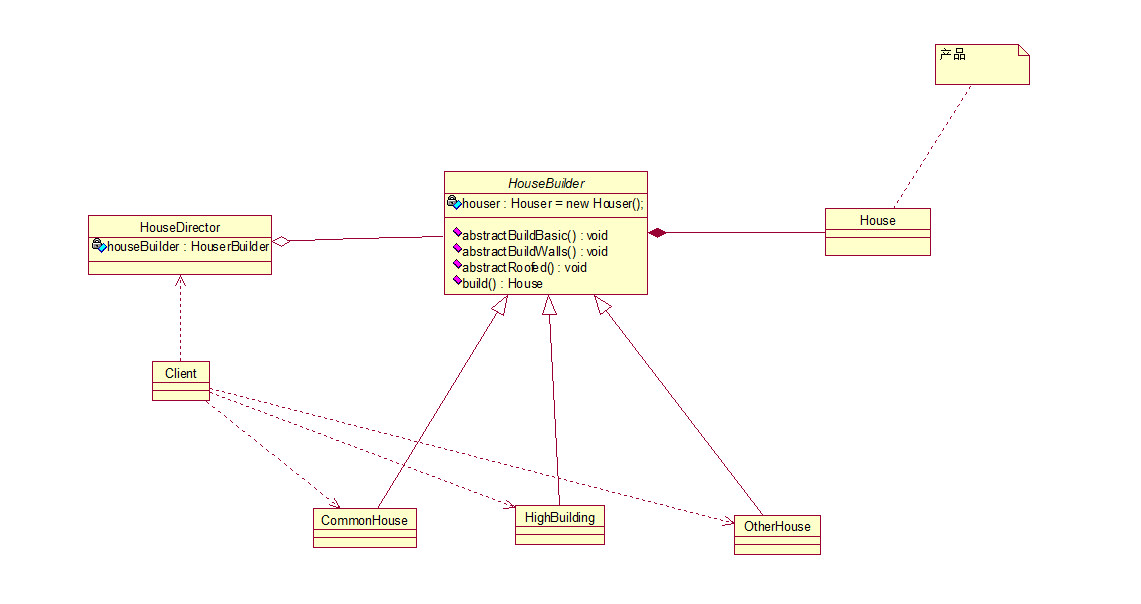 产品
HouseBuilder
houser : Houser = new Houser();
abstractBuildBasic() : void
abstractBuildWalls() : void
abstractRoofed() : void
build() : House
HouseDirector
houseBuilder : HouserBuilder
House
Client
CommonHouse
HighBuilding
OtherHouse